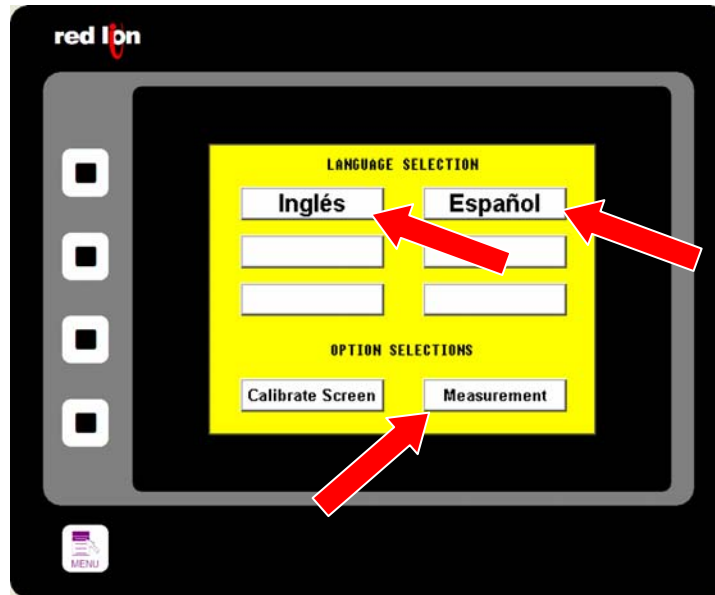 red lion
LANGUAGE SELECTION
Inglés Español
OPTION SELECTIONS
Calibrate Screen Measurement
MENU